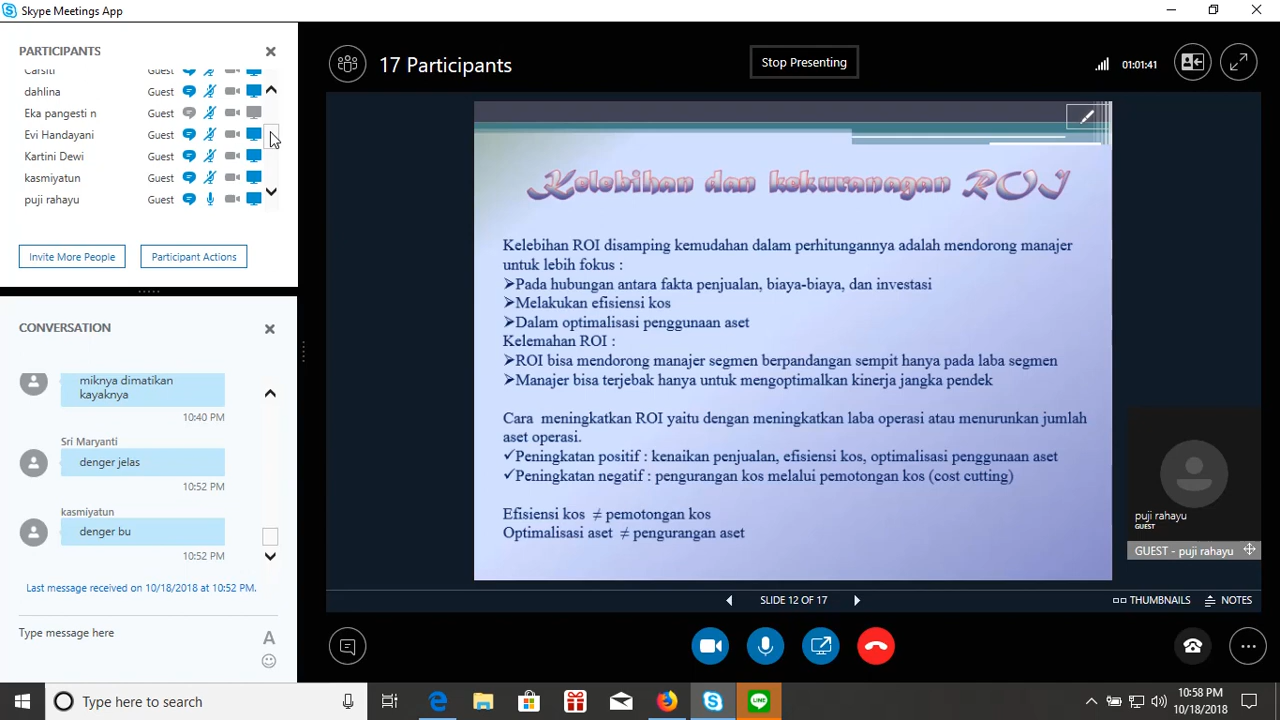 Skype Meetings App
PARTICIPANTS
Carsiti Guest
dahlina Guest
Eka pangesti n Guest
Evi Handayani Guest
Kartini Dewi Guest
kasmiyatun Guest
puji rahayu Guest
Invite More People Participant Actions
CONVERSATION
miknya dimatikan
kayaknya
10:40 PM
Sri Maryanti
denger jelas
10:52 PM
kasmiyatun
denger bu
10:52 PM
Last message received on 10/18/2018 at 10:52 PM.
Type message here
A
17 Participants
Stop Presenting
01:01:41
Kelebihan dan kekuranagan ROI
Kelebihan ROI disamping kemudahan dalam perhitungannya adalah mendorong manajer
untuk lebih fokus :
➢Pada hubungan antara fakta penjualan, biaya-biaya, dan investasi
➢Melakukan efisiensi kos
➢Dalam optimalisasi penggunaan aset
Kelemahan ROI :
➢ROI bisa mendorong manajer segmen berpandangan sempit hanya pada laba segmen
➢Manajer bisa terjebak hanya untuk mengoptimalkan kinerja jangka pendek
Cara meningkatkan ROI yaitu dengan meningkatkan laba operasi atau menurunkan jumlah
aset operasi.
✓Peningkatan positif : kenaikan penjualan, efisiensi kos, optimalisasi penggunaan aset
✓Peningkatan negatif : pengurangan kos melalui pemotongan kos (cost cutting)
Efisiensi kos ≠ pemotongan kos
Optimalisasi aset ≠ pengurangan aset
puji rahayu
GUEST
GUEST - puji rahayu
SLIDE 12 OF 17
THUMBNAILS NOTES
Type here to search
10:58 PM
10/18/2018